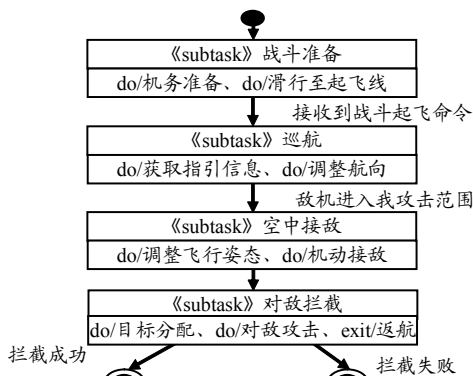 《subtask》战斗准备
do/机务准备、do/滑行至起飞线
接收到战斗起飞命令
《subtask》巡航
do/获取指引信息、do/调整航向
敌机进入我攻击范围
《subtask》空中接敌
do/调整飞行姿态、do/机动接敌
《subtask》对敌拦截
do/目标分配、do/对敌攻击、exit/返航
拦截成功
拦截失败